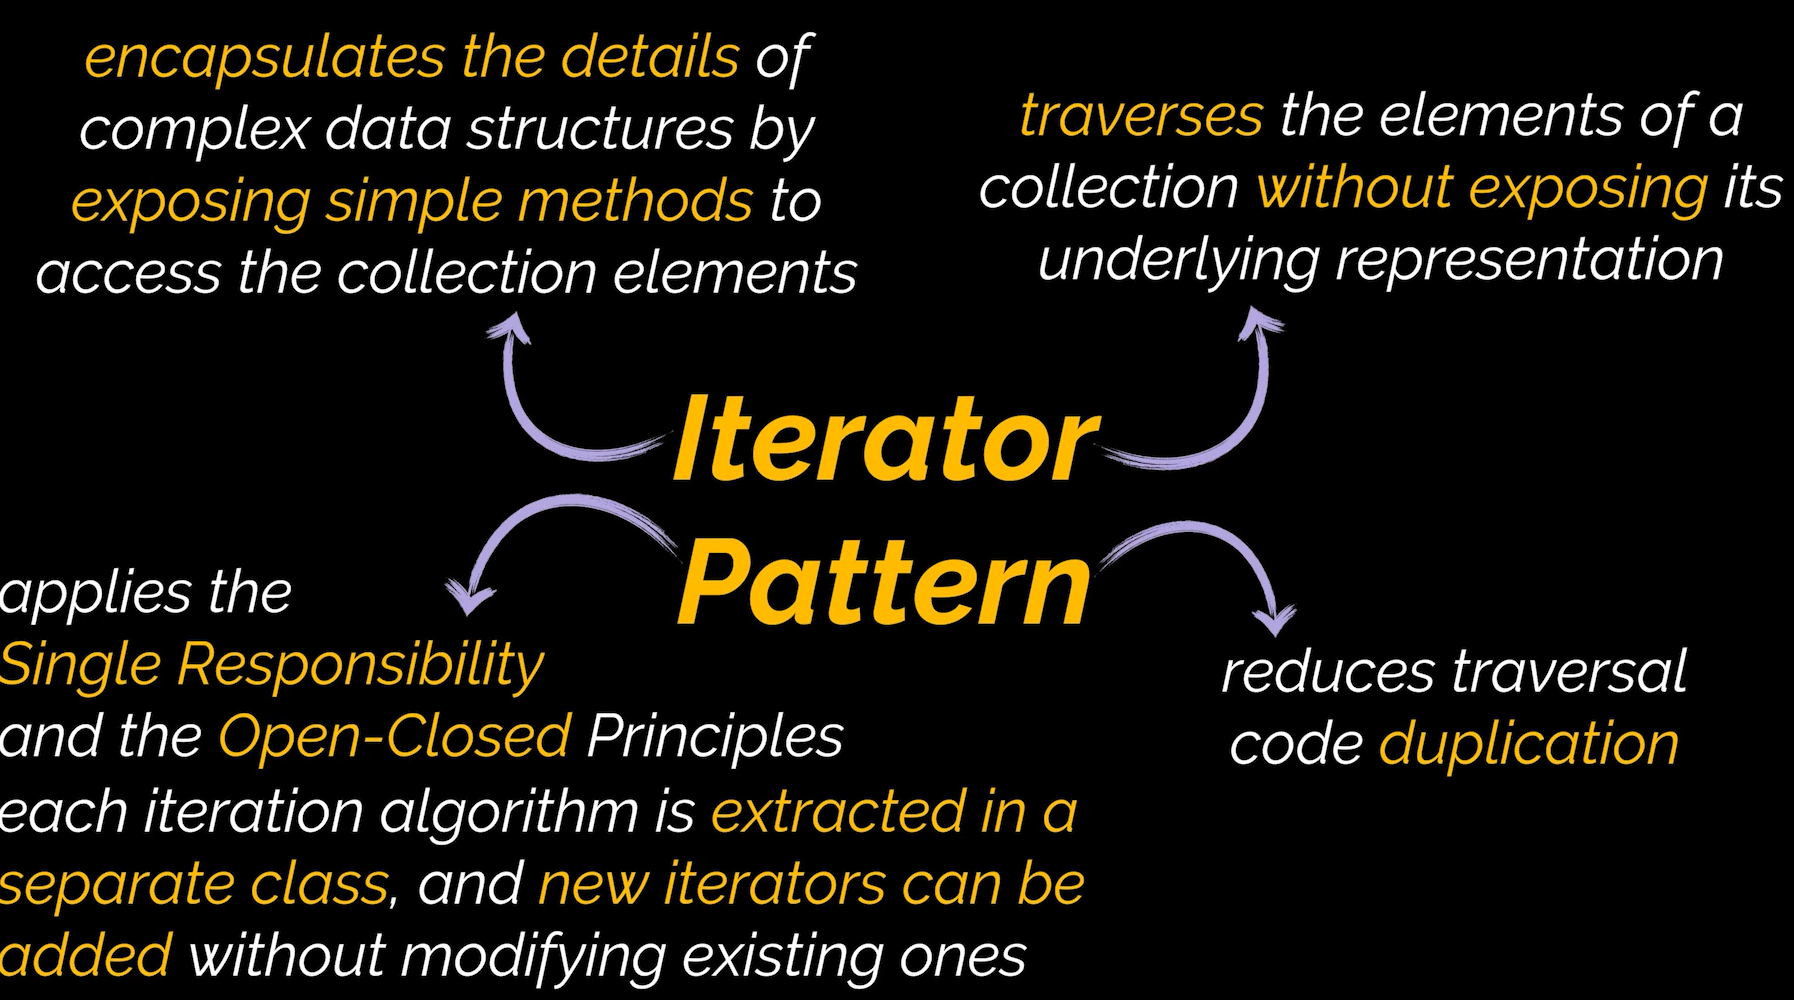 encapsulates the details of
complex data structures by
exposing simple methods to
access the collection elements
traverses the elements of a
collection without exposing its
underlying representation
Iterator
Pattern
applies the
Single Responsibility
and the Open-Closed Principles
each iteration algorithm is extracted in a
separate class, and new iterators can be
added without modifying existing ones
reduces traversal
code duplication